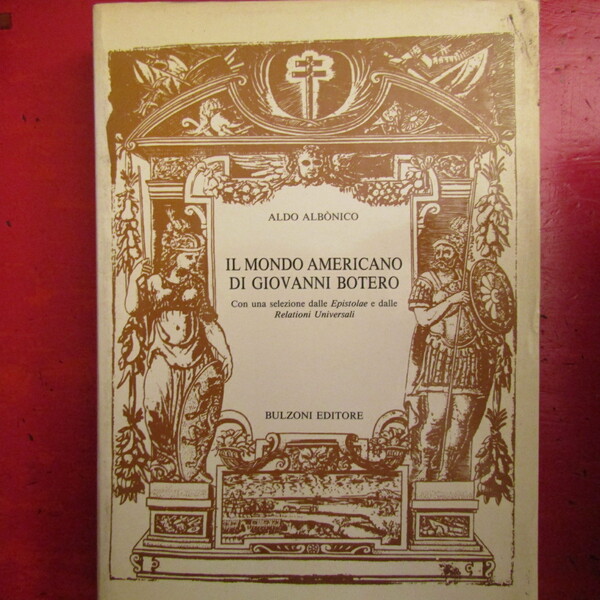 ALDO ALBÒNICO
IL MONDO AMERICANO
DI GIOVANNI BOTERO
Con una selezione dalle Epistolae e dalle
Relationi Universali
BULZONI EDITORE